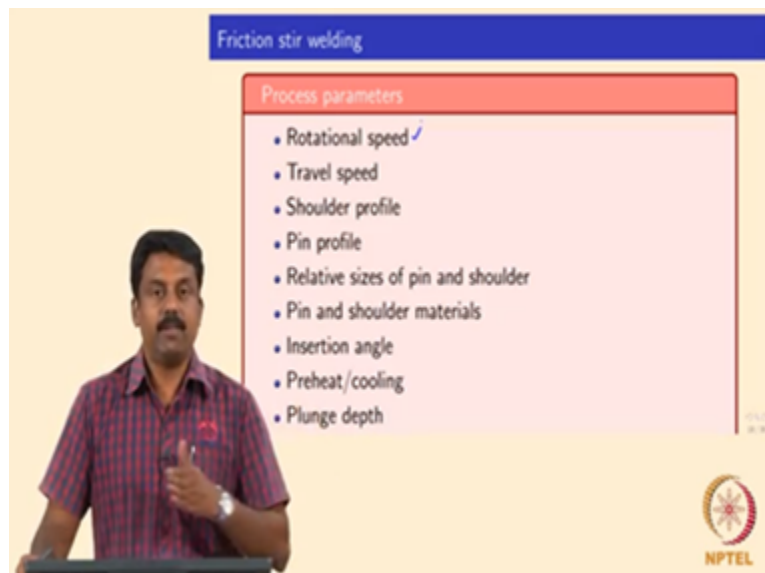 Friction stir welding
Process parameters
• Rotational speed ✓
• Travel speed
• Shoulder profile
• Pin profile
• Relative sizes of pin and shoulder
• Pin and shoulder materials
• Insertion angle
• Preheat/cooling
• Plunge depth
NPTEL